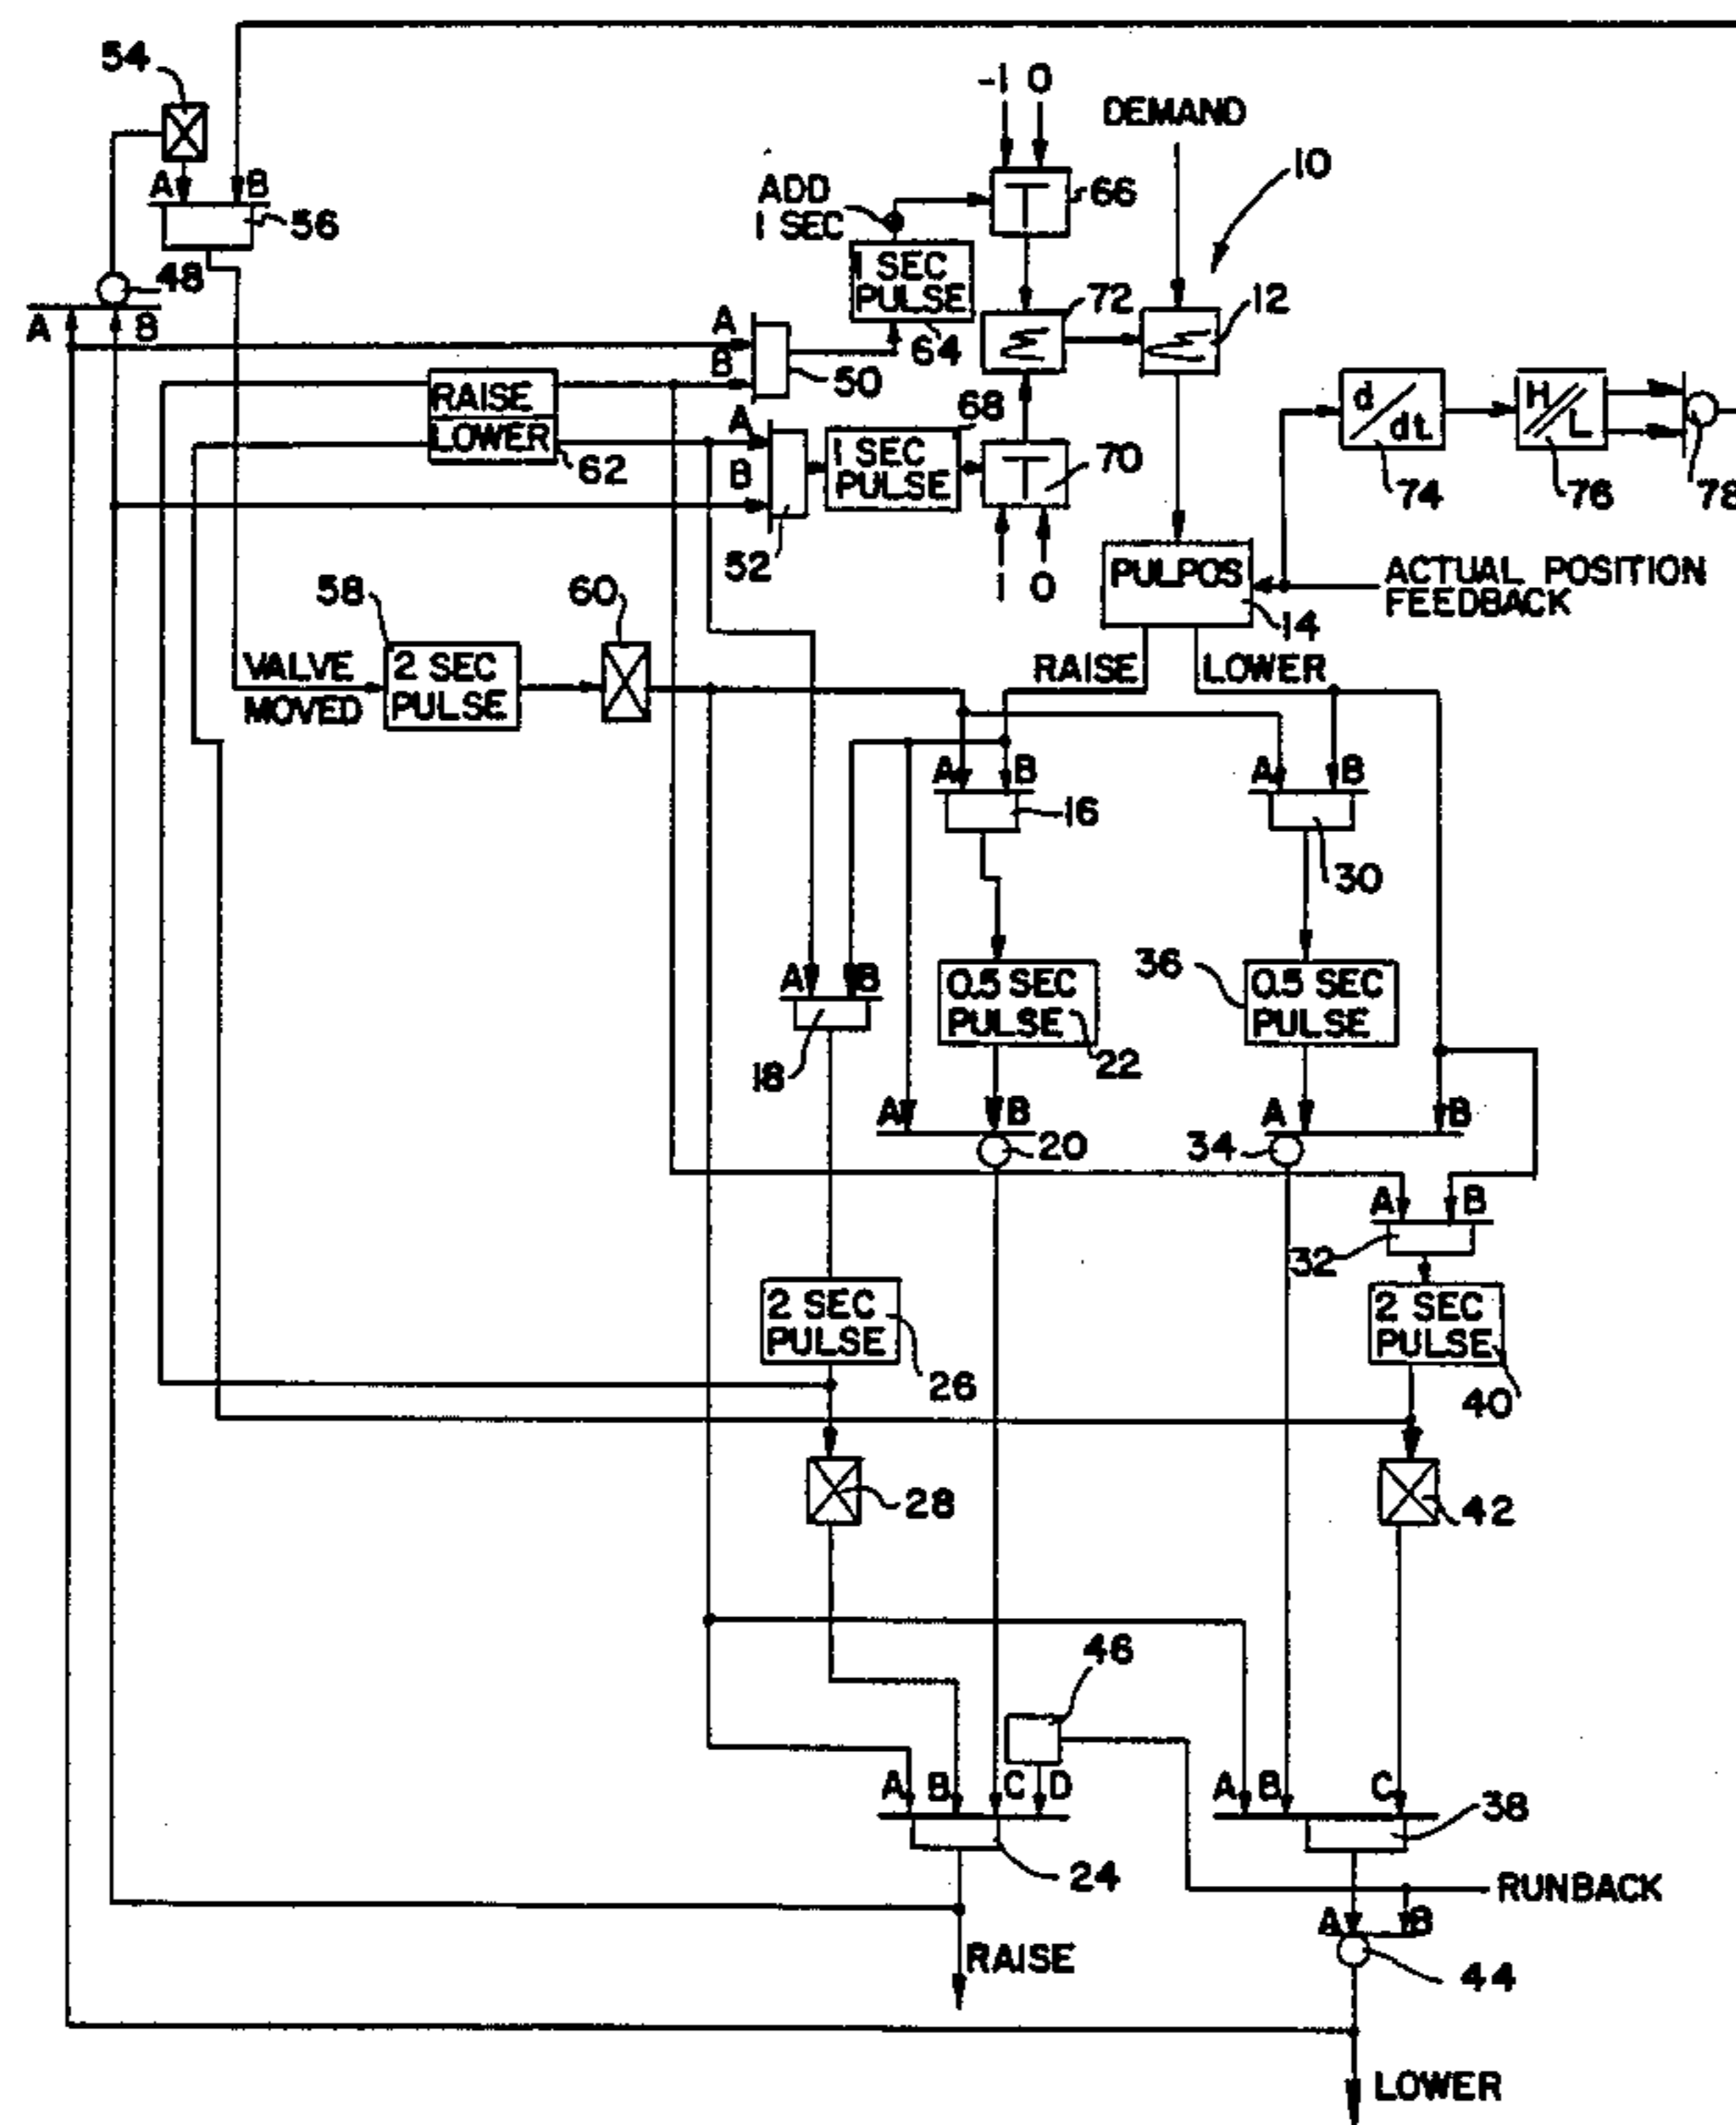 54
-1 0
DEMAND
10
A B
ADD
1 SEC
T
66
56
1 SEC
PULSE
72
12
48
A B
A
B
64
50
RAISE
LOWER
62
68
A
B
1 SEC
PULSE
T
70
d/dt
H//L
74
76
78
52
1 0
58
60
PULPOS
ACTUAL POSITION
FEEDBACK
14
VALVE
MOVED
2 SEC
PULSE
RAISE
LOWER
A B
A B
16
30
A B
0.5 SEC
PULSE
36
0.5 SEC
PULSE
18
22
A B
A B
20
34
A B
32
2 SEC
PULSE
2 SEC
PULSE
26
40
28
42
46
A B C D
A B C
38
24
RUNBACK
A B
RAISE
44
LOWER